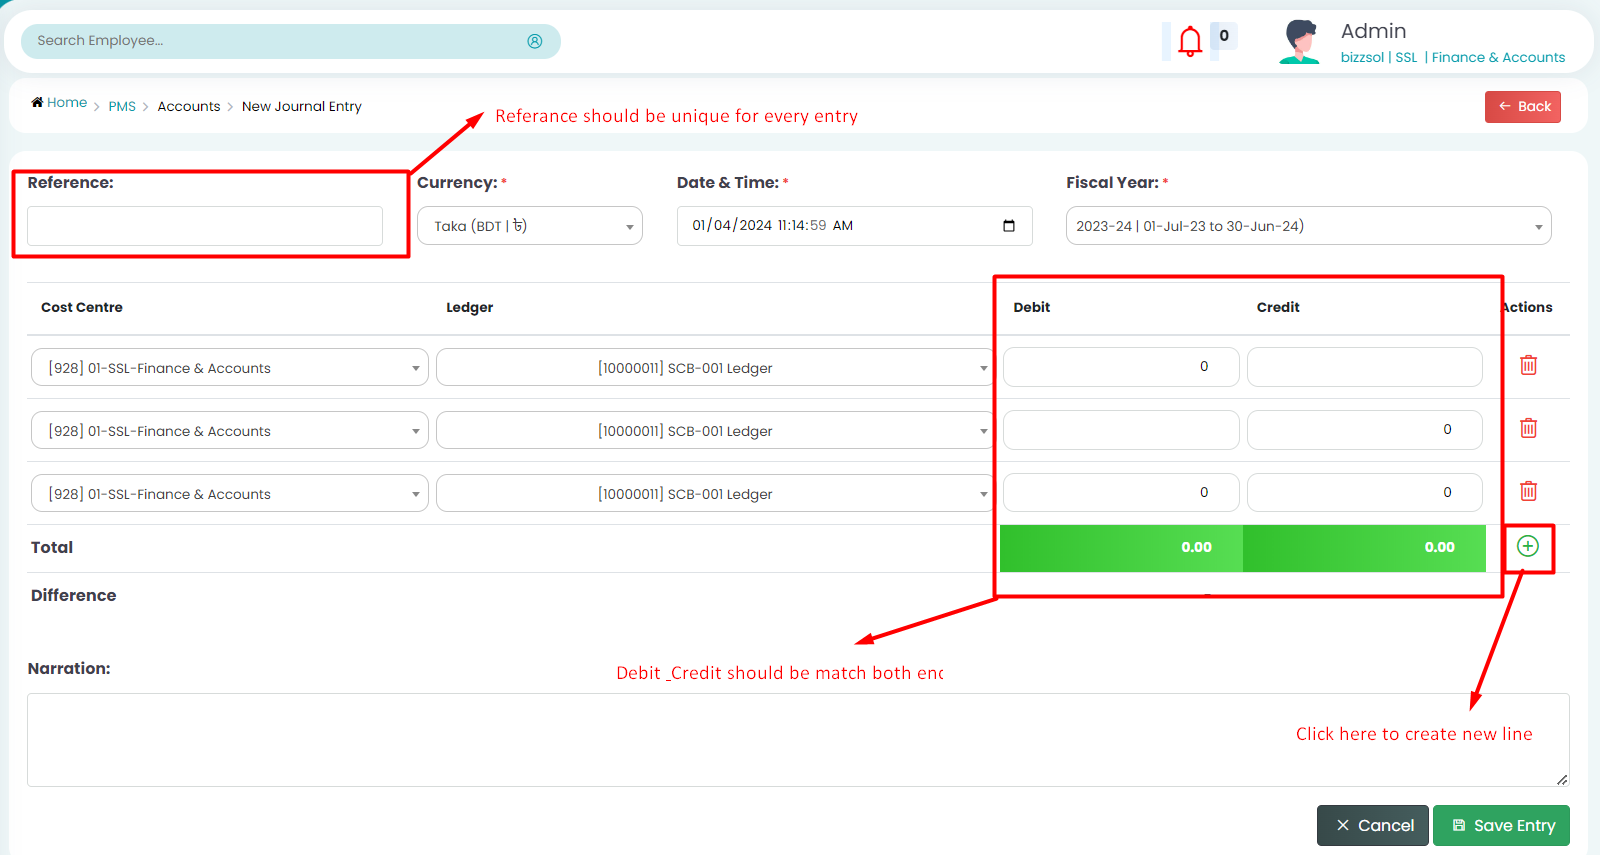 Search Employee...
0
Admin
bizzsol | SSL | Finance & Accounts
Home > PMS > Accounts > New Journal Entry
← Back
Referance should be unique for every entry
Reference:
Currency: *
Date & Time: *
Fiscal Year: *
Taka (BDT | ৳)
01/04/2024 11:14:59 AM
2023-24 | 01-Jul-23 to 30-Jun-24)
Cost Centre
Ledger
Debit
Credit
Actions
[928] 01-SSL-Finance & Accounts
[10000011] SCB-001 Ledger
0
[928] 01-SSL-Finance & Accounts
[10000011] SCB-001 Ledger
0
[928] 01-SSL-Finance & Accounts
[10000011] SCB-001 Ledger
0
0
Total
0.00
0.00
Difference
Narration:
Debit _Credit should be match both end
Click here to create new line
× Cancel
Save Entry